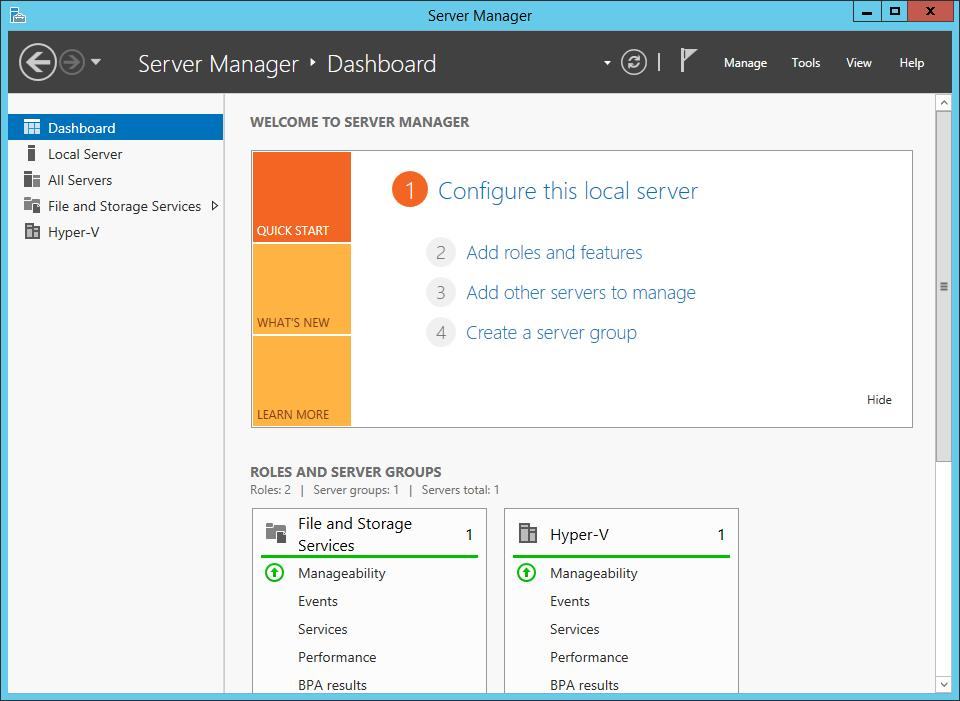 Server Manager
Server Manager ‣ Dashboard
Manage Tools View Help
Dashboard
Local Server
All Servers
File and Storage Services
Hyper-V
WELCOME TO SERVER MANAGER
QUICK START
WHAT'S NEW
LEARN MORE
1 Configure this local server
2 Add roles and features
3 Add other servers to manage
4 Create a server group
Hide
ROLES AND SERVER GROUPS
Roles: 2 | Server groups: 1 | Servers total: 1
File and Storage
Services 1
Manageability
Events
Services
Performance
BPA results
Hyper-V 1
Manageability
Events
Services
Performance
BPA results